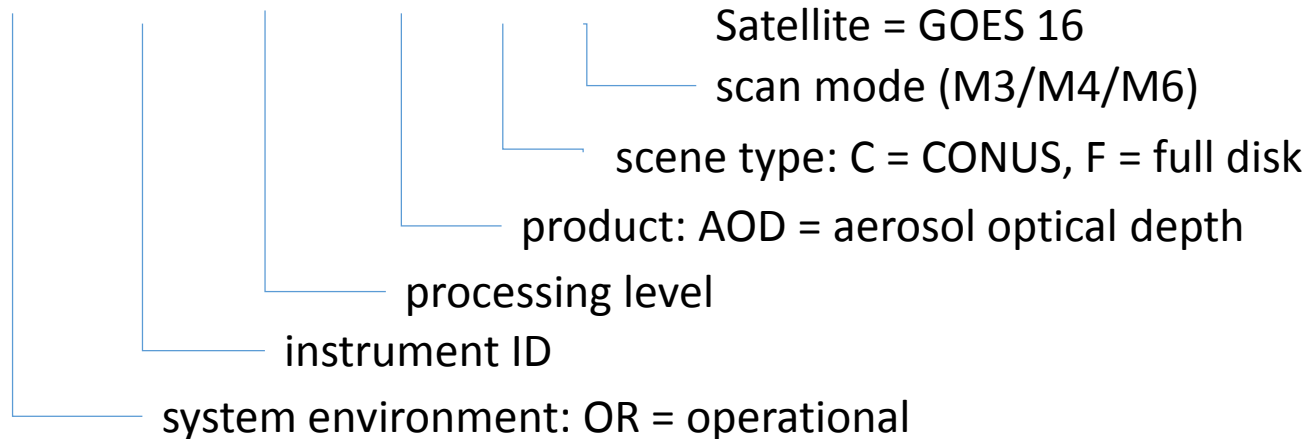 Satellite = GOES 16
scan mode (M3/M4/M6)
scene type: C = CONUS, F = full disk
product: AOD = aerosol optical depth
processing level
instrument ID
system environment: OR = operational